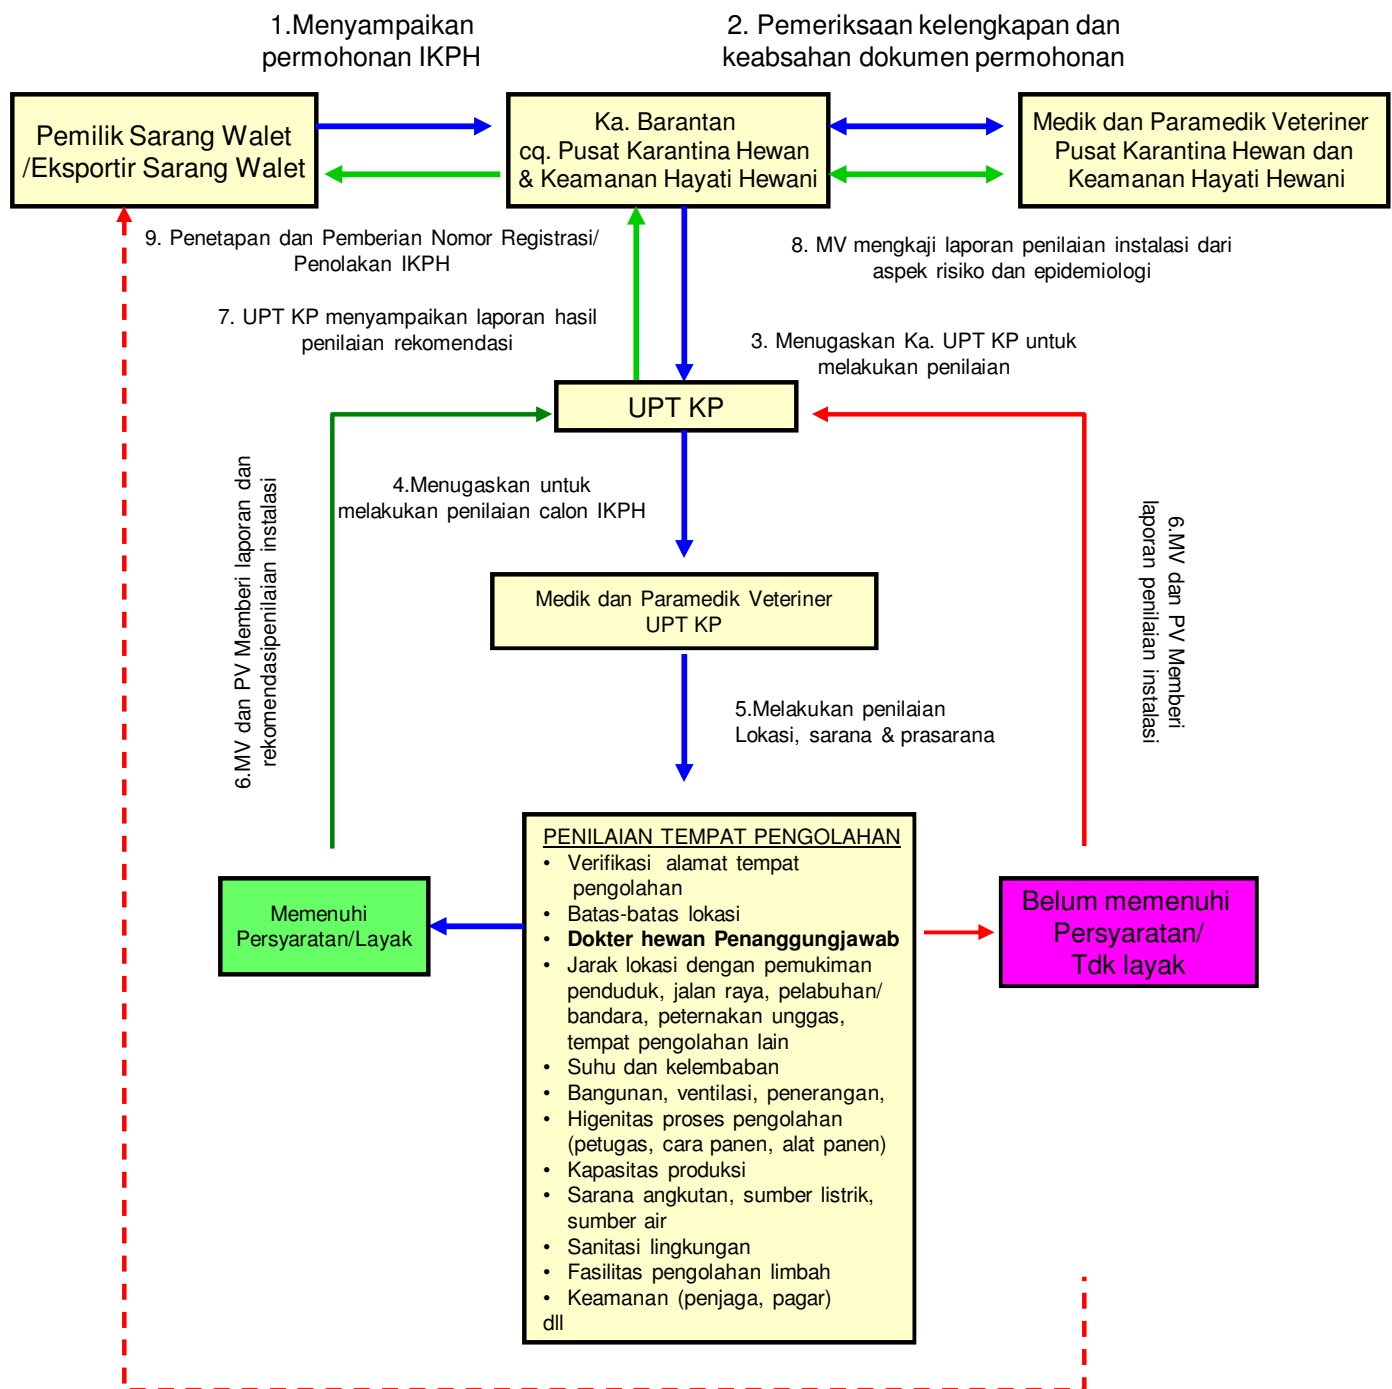 1.Menyampaikan
permohonan IKPH
2. Pemeriksaan kelengkapan dan
keabsahan dokumen permohonan
Pemilik Sarang Walet
/Eksportir Sarang Walet
Ka. Barantan
cq. Pusat Karantina Hewan
& Keamanan Hayati Hewani
Medik dan Paramedik Veteriner
Pusat Karantina Hewan dan
Keamanan Hayati Hewani
9. Penetapan dan Pemberian Nomor Registrasi/
Penolakan IKPH
8. MV mengkaji laporan penilaian instalasi dari
aspek risiko dan epidemiologi
7. UPT KP menyampaikan laporan hasil
penilaian rekomendasi
3. Menugaskan Ka. UPT KP untuk
melakukan penilaian
UPT KP
6.MV dan PV Memberi laporan dan
rekomendasipenilaian instalasi
4.Menugaskan untuk
melakukan penilaian calon IKPH
6.MV dan PV Memberi
laporan penilaian instalasi
Medik dan Paramedik Veteriner
UPT KP
5.Melakukan penilaian
Lokasi, sarana & prasarana
PENILAIAN TEMPAT PENGOLAHAN
• Verifikasi alamat tempat
pengolahan
• Batas-batas lokasi
• Dokter hewan Penanggungjawab
• Jarak lokasi dengan pemukiman
penduduk, jalan raya, pelabuhan/
bandara, peternakan unggas,
tempat pengolahan lain
• Suhu dan kelembaban
• Bangunan, ventilasi, penerangan,
• Higenitas proses pengolahan
(petugas, cara panen, alat panen)
• Kapasitas produksi
• Sarana angkutan, sumber listrik,
sumber air
• Sanitasi lingkungan
• Fasilitas pengolahan limbah
• Keamanan (penjaga, pagar)
dll
Memenuhi
Persyaratan/Layak
Belum memenuhi
Persyaratan/
Tdk layak